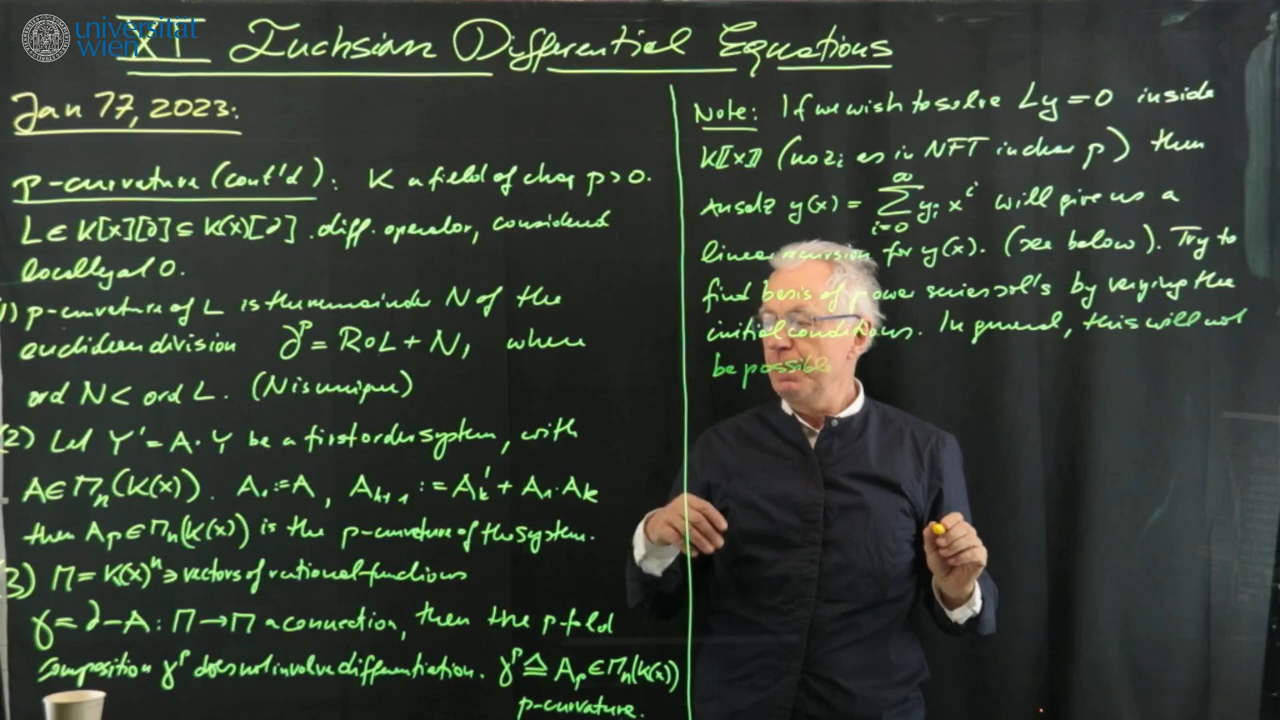 universität
wien
XI Fuchsian Differential Equations
Jan 17, 2023:
p-curvature (cont'd): K a field of char p>0.
L ∈ K[x][∂] ⊆ K(x)[∂] diff. operator, considered
locally at 0.
1) p-curvature of L is the remainder N of the
euclidean division ∂^p = R∘L + N, where
ord N < ord L. (N is unique)
(2) Let Y' = A·Y be a first order system, with
A ∈ M_n(K(x)). A_1 := A, A_{k+1} := A_k' + A_1·A_k
then A_p ∈ M_n(K(x)) is the p-curvature of the system.
3) M = K(x)^n ∋ vectors of rational functions
γ = ∂-A : M → M a connection, then the p-fold
composition γ^p does not involve differentiation. γ^p ≙ A_p ∈ M_n(K(x))
p-curvature.
Note: If we wish to solve Ly = 0 inside
K[[x]] (no z_i as in NFT in char p) then
Ansatz y(x) = ∑_{i=0}^∞ y_i x^i will give us a
linear recursion for y(x). (see below). Try to
find basis of power series sol's by varying the
initial conditions. In general, this will not
be possible